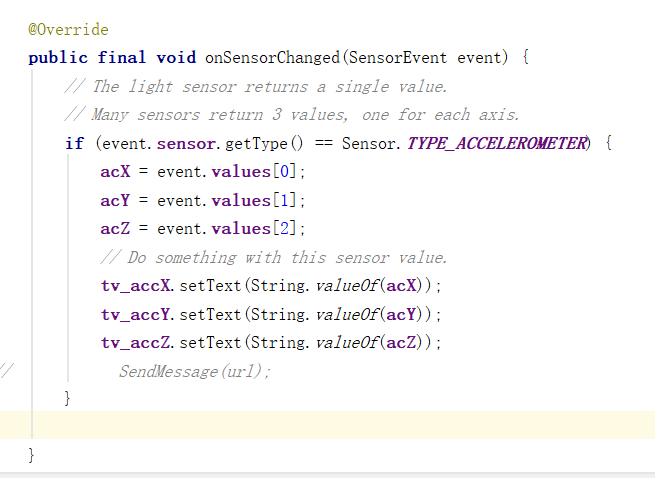 @Override
public final void onSensorChanged(SensorEvent event) {
// The light sensor returns a single value.
// Many sensors return 3 values, one for each axis.
if (event.sensor.getType() == Sensor.TYPE_ACCELEROMETER) {
acX = event.values[0];
acY = event.values[1];
acZ = event.values[2];
// Do something with this sensor value.
tv_accX.setText(String.valueOf(acX));
tv_accY.setText(String.valueOf(acY));
tv_accZ.setText(String.valueOf(acZ));
// SendMessage(url);
}
}